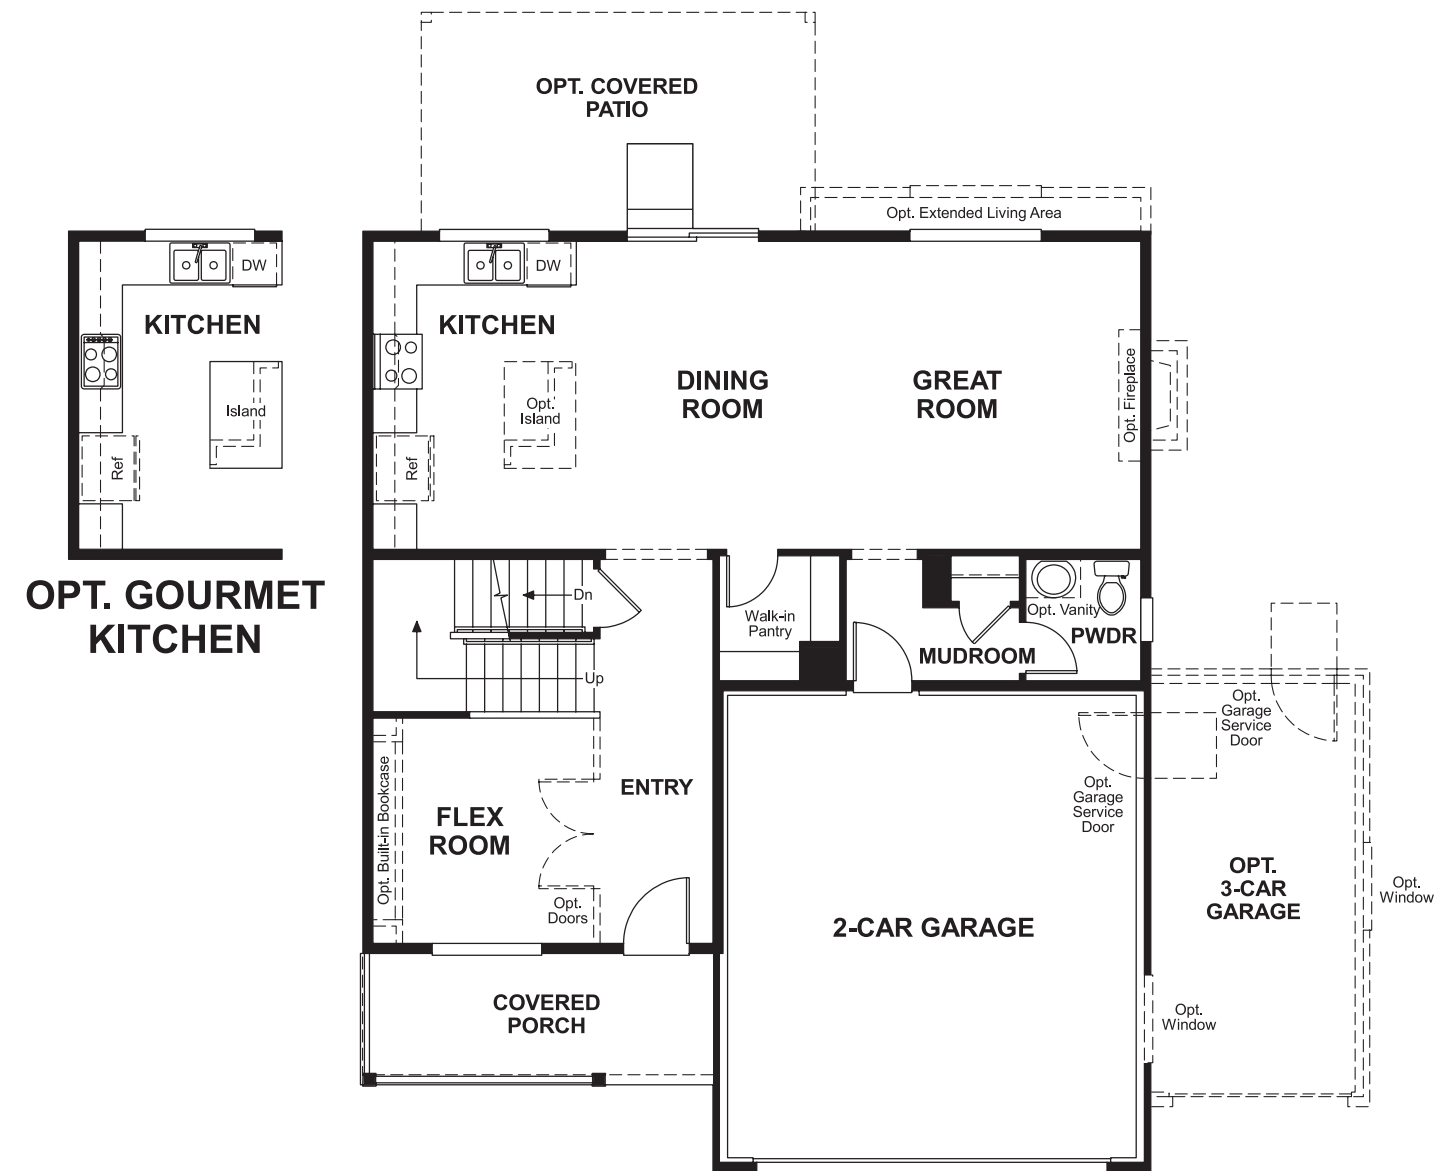 OPT. COVERED
PATIO
Opt. Extended Living Area
DW
KITCHEN
Island
Ref
OPT. GOURMET
KITCHEN
DW
KITCHEN
Opt.
Island
Ref
DINING
ROOM
GREAT
ROOM
Opt. Fireplace
Dn
Up
Walk-in
Pantry
MUDROOM
Opt. Vanity
PWDR
Opt.
Garage
Service
Door
Opt.
Garage
Service
Door
Opt. Built-in Bookcase
FLEX
ROOM
ENTRY
Opt.
Doors
2-CAR GARAGE
OPT.
3-CAR
GARAGE
Opt.
Window
Opt.
Window
COVERED
PORCH